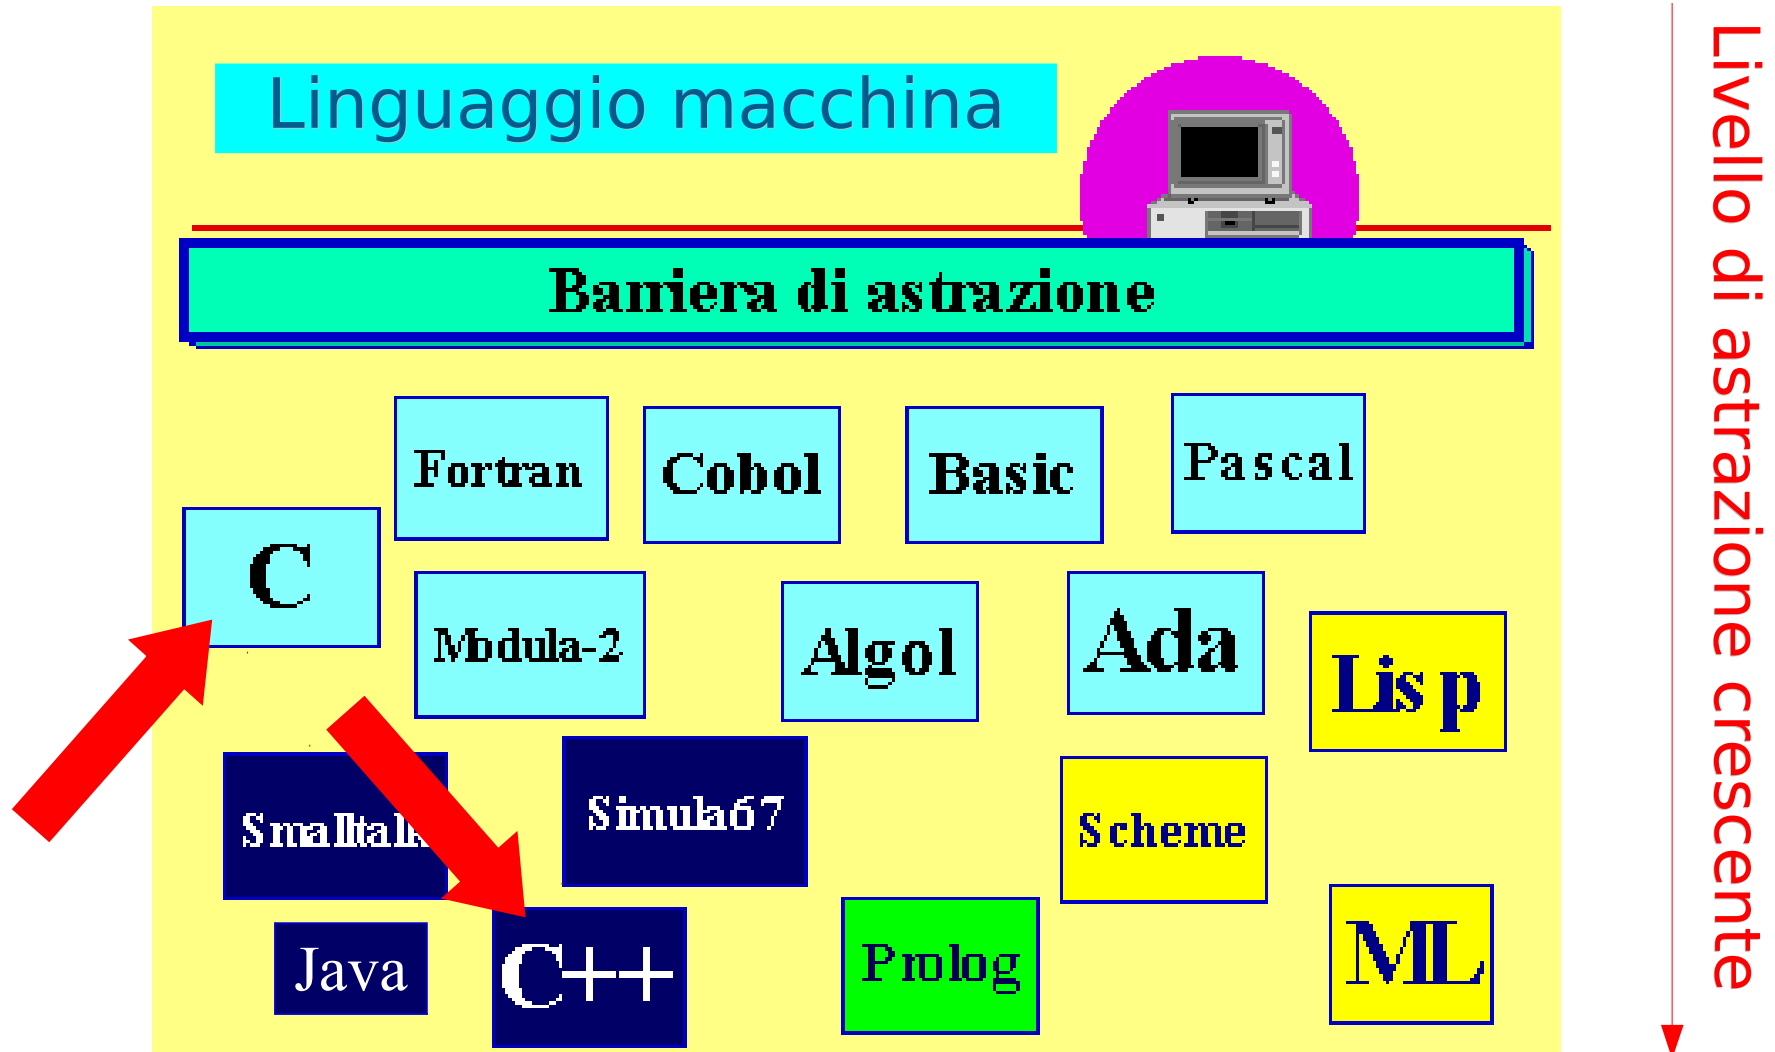 Linguaggio macchina
Barriera di astrazione
Fortran
Cobol
Basic
Pascal
C
Modula-2
Algol
Ada
Lisp
Smalltalk
Simula67
Scheme
Java
C++
Prolog
ML
Livello di astrazione crescente